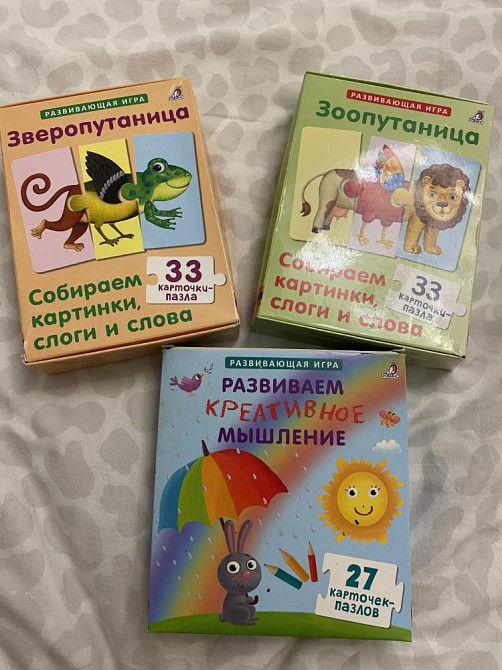 РАЗВИВАЮЩАЯ ИГРА
Зверопутаница
33
карточки-
пазла
Собираем
картинки,
слоги и слова
РАЗВИВАЮЩАЯ ИГРА
Зоопутаница
33
карточки-
пазла
Собираем
картинки,
слоги и слова
РАЗВИВАЮЩАЯ ИГРА
РАЗВИВАЕМ
КРЕАТИВНОЕ
МЫШЛЕНИЕ
27
карточек-
пазлов